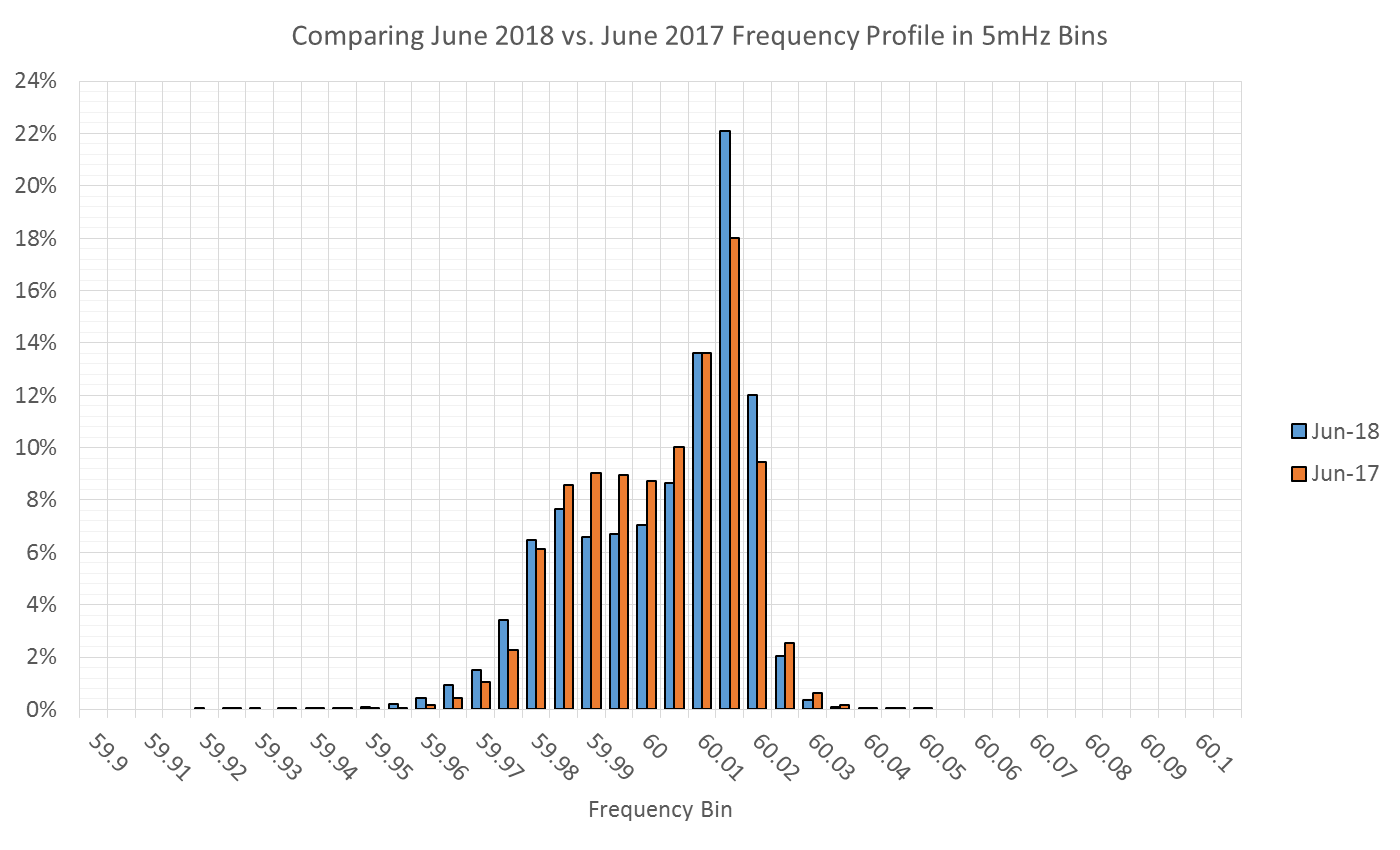 Comparing June 2018 vs. June 2017 Frequency Profile in 5mHz Bins
24%
22%
20%
18%
16%
14%
12%
10%
8%
6%
4%
2%
0%
59.9 59.91 59.92 59.93 59.94 59.95 59.96 59.97 59.98 59.99 60 60.01 60.02 60.03 60.04 60.05 60.06 60.07 60.08 60.09 60.1
Frequency Bin
Jun-18
Jun-17